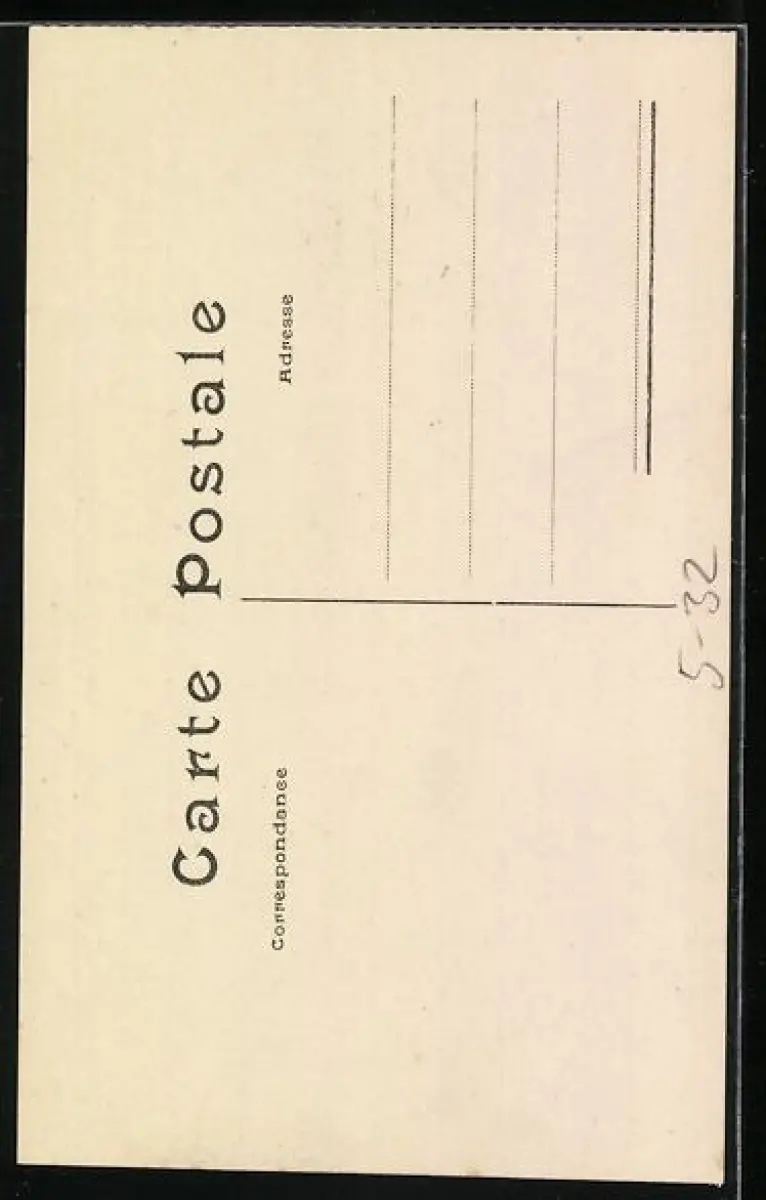 Carte Postale
Correspondance
Adresse
5-32